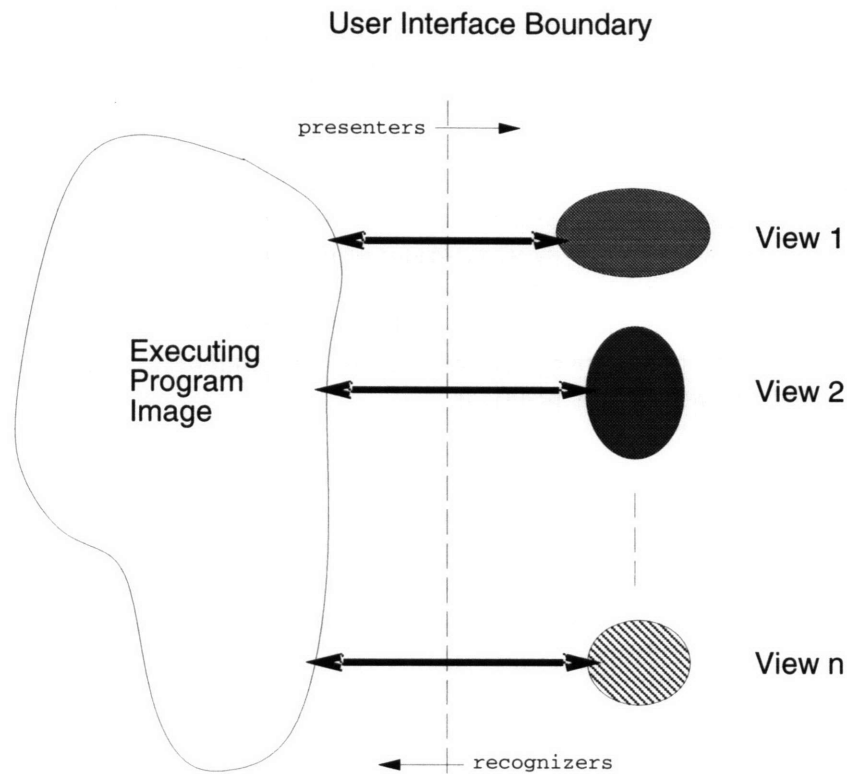 User Interface Boundary
presenters
View 1
Executing
Program
Image
View 2
View n
recognizers